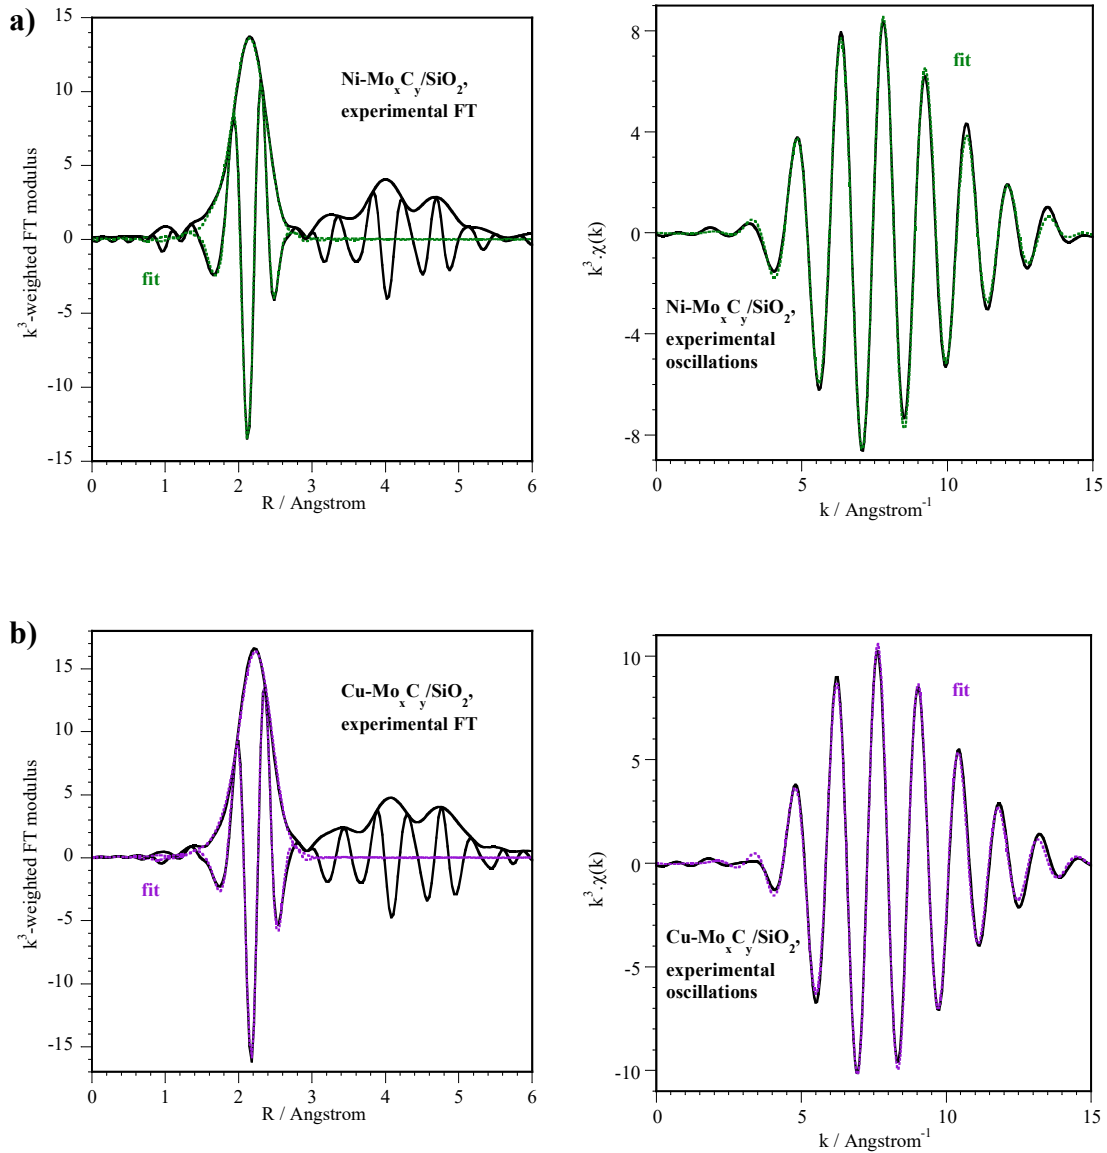 a)
15
10
5
0
-5
-10
-15
k³-weighted FT modulus
Ni-MoₓCᵧ/SiO₂,
experimental FT
fit
0 1 2 3 4 5 6
R / Angstrom
8
4
0
-4
-8
k³.χ(k)
fit
Ni-MoₓCᵧ/SiO₂,
experimental
oscillations
0 5 10 15
k / Angstrom⁻¹
b)
15
10
5
0
-5
-10
-15
k³-weighted FT modulus
Cu-MoₓCᵧ/SiO₂,
experimental FT
fit
0 1 2 3 4 5 6
R / Angstrom
10
5
0
-5
-10
k³.χ(k)
fit
Cu-MoₓCᵧ/SiO₂,
experimental
oscillations
0 5 10 15
k / Angstrom⁻¹